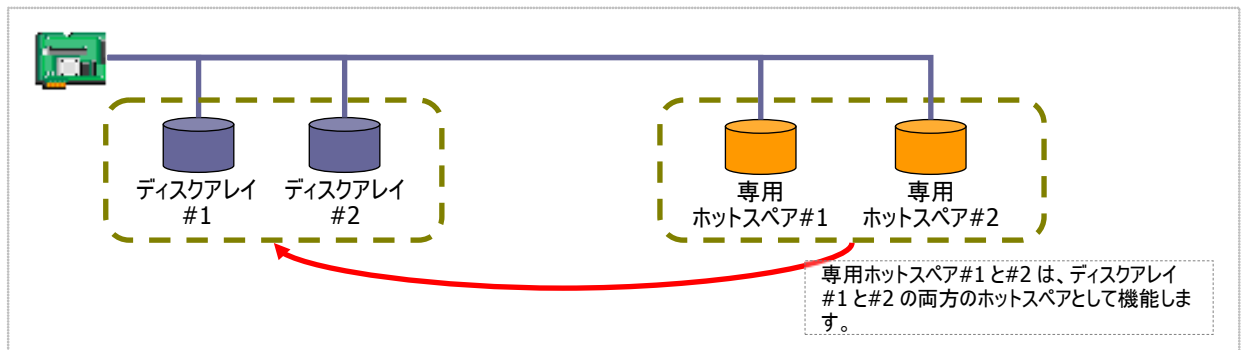 ディスクアレイ
#1
ディスクアレイ
#2
専用
ホットスペア#1
専用
ホットスペア#2
専用ホットスペア#1 と#2 は、ディスクアレイ
#1 と#2 の両方のホットスペアとして機能しま
す。